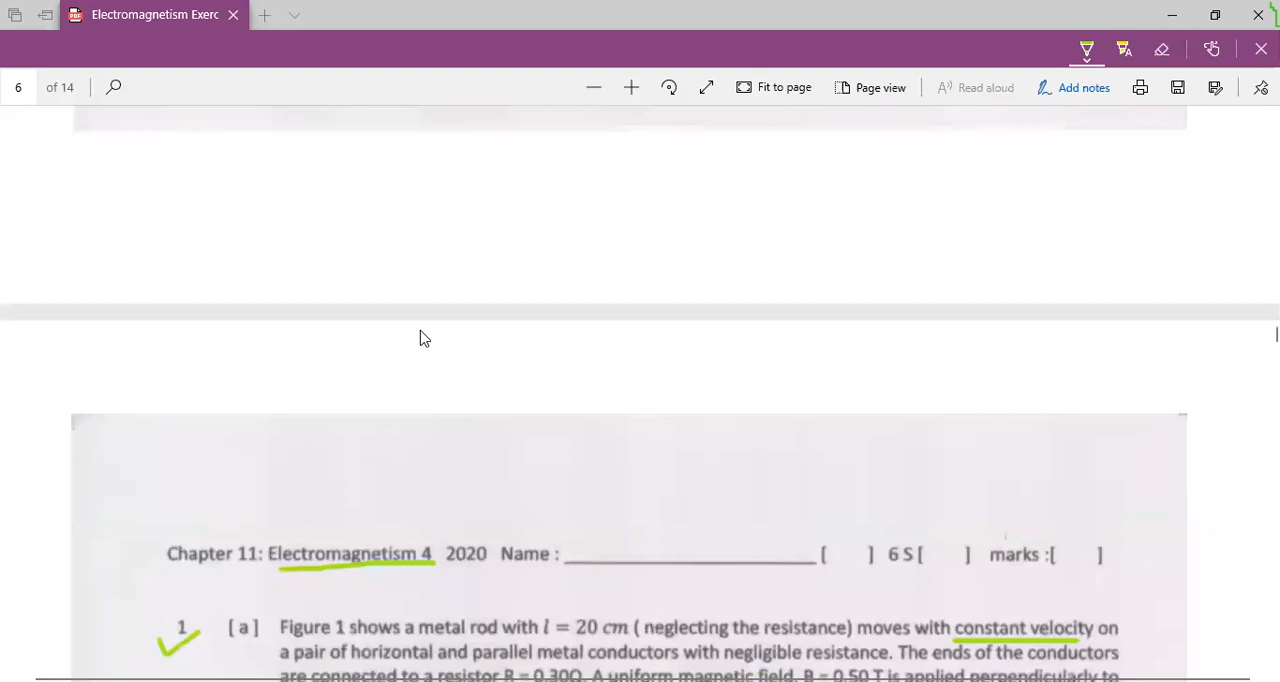 Electromagnetism Exerc
6 of 14 Fit to page Page view Read aloud Add notes
Chapter 11: Electromagnetism 4 2020 Name : ____________________ [ ] 6 S [ ] marks :[ ]
1 [ a ] Figure 1 shows a metal rod with l = 20 cm ( neglecting the resistance) moves with constant velocity on
a pair of horizontal and parallel metal conductors with negligible resistance. The ends of the conductors
are connected to a resistor R = 0.30Ω. A uniform magnetic field, B = 0.50 T is applied perpendicularly to